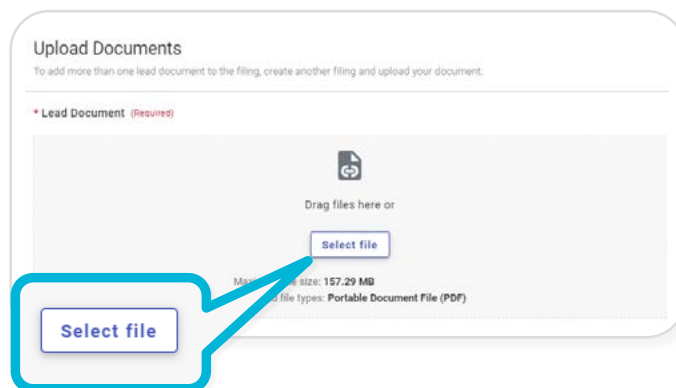 Upload Documents
To add more than one lead document to the filing, create another filing and upload your document.
* Lead Document (Required)
Drag files here or
Select file
size: 157.29 MB
file types: Portable Document File (PDF)
Select file